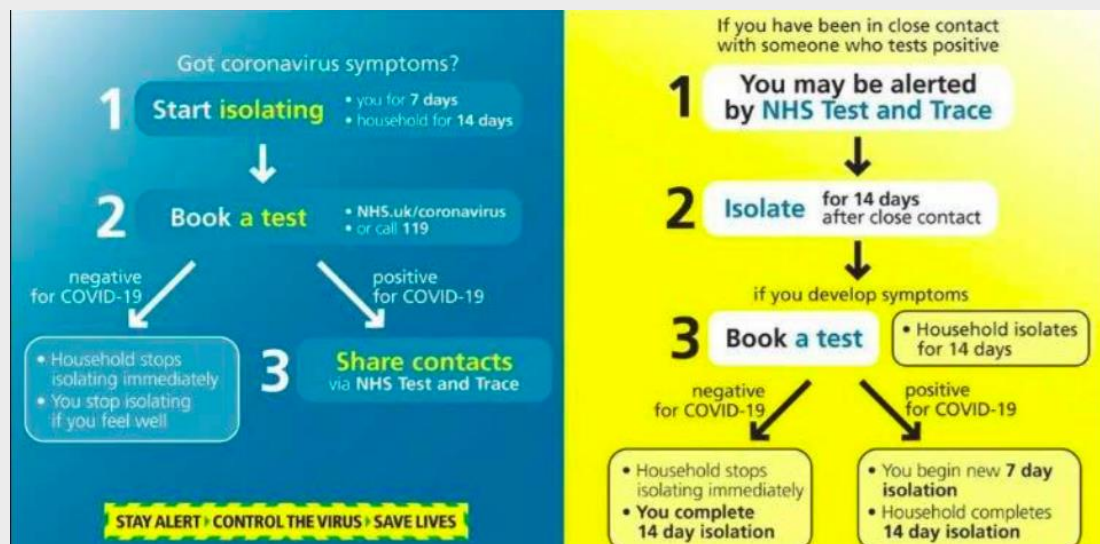 Got coronavirus symptoms?
1 Start isolating
• you for 7 days
• household for 14 days
2 Book a test
• NHS.uk/coronavirus
• or call 119
negative
for COVID-19
positive
for COVID-19
• Household stops
isolating immediately
• You stop isolating
if you feel well
3 Share contacts
via NHS Test and Trace
STAY ALERT CONTROL THE VIRUS SAVE LIVES
If you have been in close contact
with someone who tests positive
1 You may be alerted
by NHS Test and Trace
2 Isolate
for 14 days
after close contact
if you develop symptoms
3 Book a test
• Household isolates
for 14 days
negative
for COVID-19
positive
for COVID-19
• Household stops
isolating immediately
• You complete
14 day isolation
• You begin new 7 day
isolation
• Household completes
14 day isolation